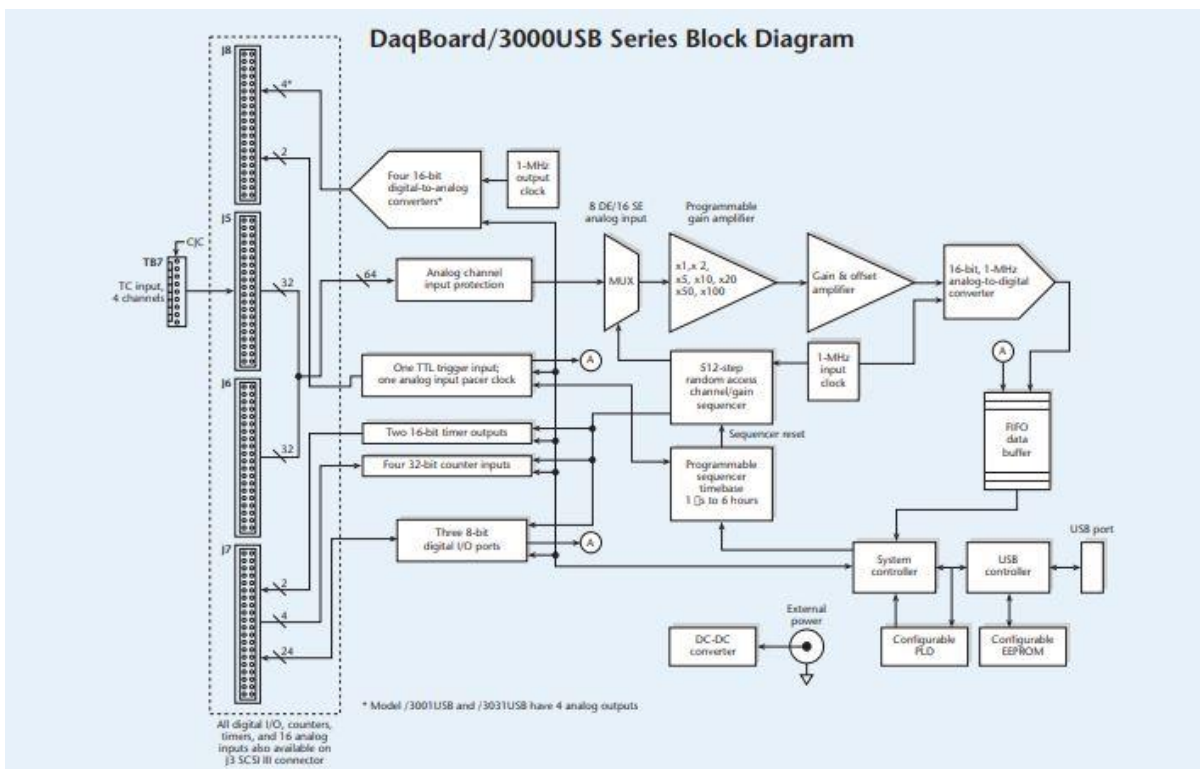 DaqBoard/3000USB Series Block Diagram
J8
4*
2
Four 16-bit
digital-to-analog
converters*
1-MHz
output
clock
8 DE/16 SE
analog input
Programmable
gain amplifier
J5
CJC
TB7
TC input,
4 channels
32
64
Analog channel
input protection
MUX
x1,x 2,
x5, x10, x20
x50, x100
Gain & offset
amplifier
16-bit, 1-MHz
analog-to-digital
converter
One TTL trigger input;
one analog input pacer clock
A
512-step
random access
channel/gain
sequencer
1-MHz
input
clock
A
J6
32
Two 16-bit timer outputs
Four 32-bit counter inputs
Sequencer reset
Programmable
sequencer
timebase
1 s to 6 hours
FIFO
data
buffer
Three 8-bit
digital I/O ports
A
J7
2
4
24
System
controller
USB
controller
USB port
External
power
DC-DC
converter
Configurable
PLD
Configurable
EEPROM
* Model /3001USB and /3031USB have 4 analog outputs
All digital I/O, counters,
timers, and 16 analog
inputs also available on
J3 SCSI III connector